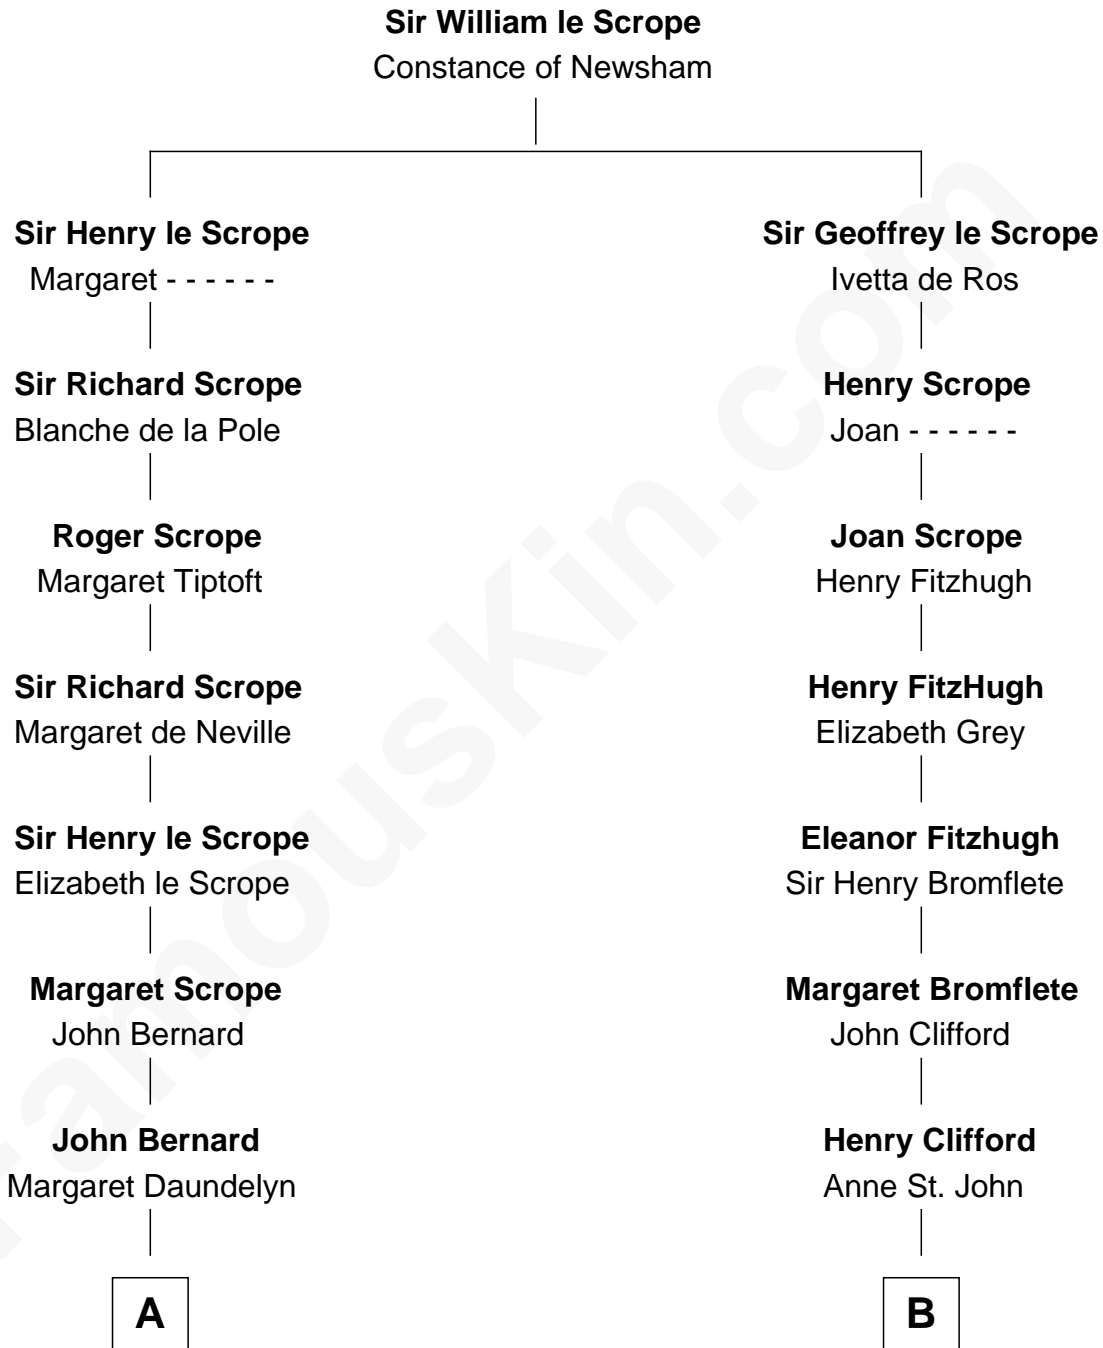 Sir William le Scrope
Constance of Newsham
Sir Henry le Scrope
Margaret - - - - - -
Sir Richard Scrope
Blanche de la Pole
Roger Scrope
Margaret Tiptoft
Sir Richard Scrope
Margaret de Neville
Sir Henry le Scrope
Elizabeth le Scrope
Margaret Scrope
John Bernard
John Bernard
Margaret Daundelyn
A
Sir Geoffrey le Scrope
Ivetta de Ros
Henry Scrope
Joan - - - - - -
Joan Scrope
Henry Fitzhugh
Henry FitzHugh
Elizabeth Grey
Eleanor Fitzhugh
Sir Henry Bromflete
Margaret Bromflete
John Clifford
Henry Clifford
Anne St. John
B
FamousKin.com